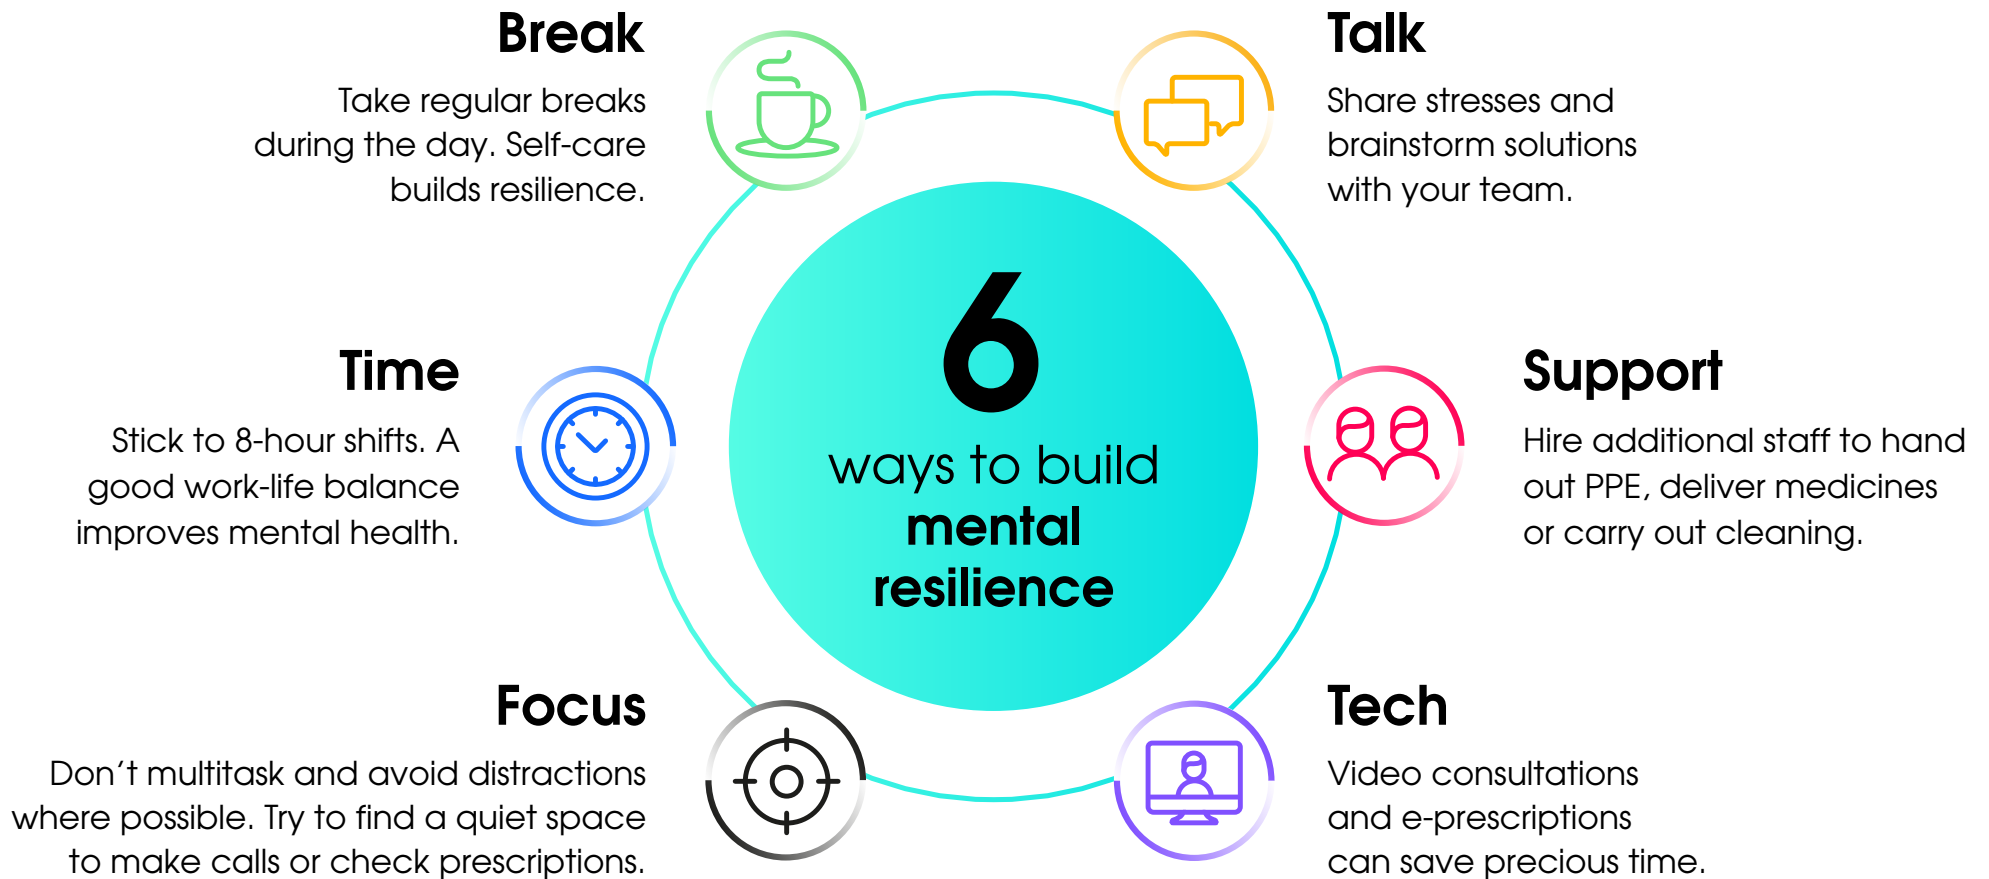 Break
Take regular breaks
during the day. Self-care
builds resilience.
Talk
Share stresses and
brainstorm solutions
with your team.
6
ways to build
mental
resilience
Time
Stick to 8-hour shifts. A
good work-life balance
improves mental health.
Support
Hire additional staff to hand
out PPE, deliver medicines
or carry out cleaning.
Focus
Don’t multitask and avoid distractions
where possible. Try to find a quiet space
to make calls or check prescriptions.
Tech
Video consultations
and e-prescriptions
can save precious time.